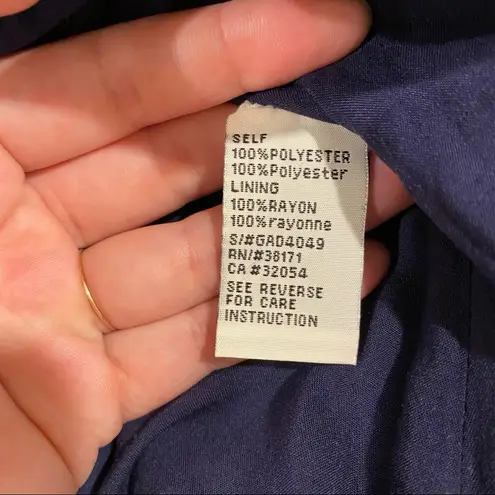 SELF
100%POLYESTER
100%Polyester
LINING
100%RAYON
100%rayonne
S/#GAD4049
RN/#38171
CA #32054
SEE REVERSE
FOR CARE
INSTRUCTION